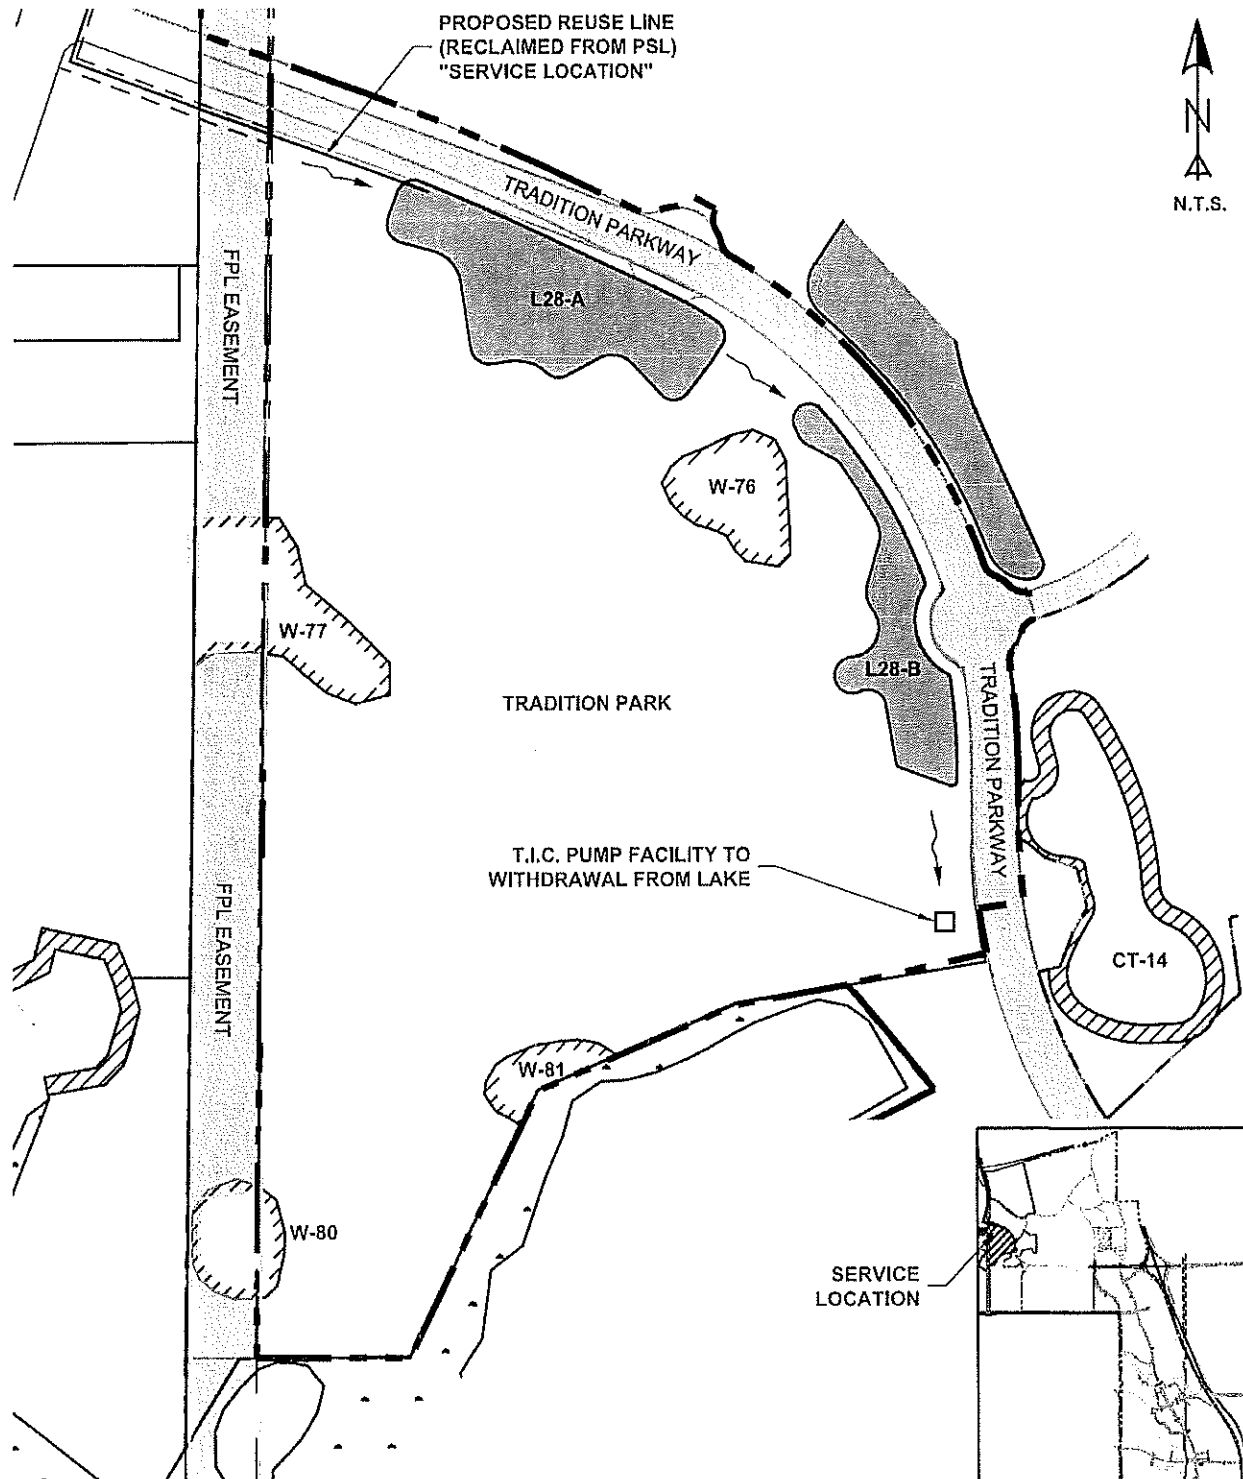 PROPOSED REUSE LINE
(RECLAIMED FROM PSL)
"SERVICE LOCATION"
N
N.T.S.
TRADITION PARKWAY
FPL EASEMENT
L28-A
W-76
W-77
L28-B
TRADITION PARK
TRADITION PARKWAY
T.I.C. PUMP FACILITY TO
WITHDRAWAL FROM LAKE
FPL EASEMENT
CT-14
W-81
W-80
SERVICE
LOCATION